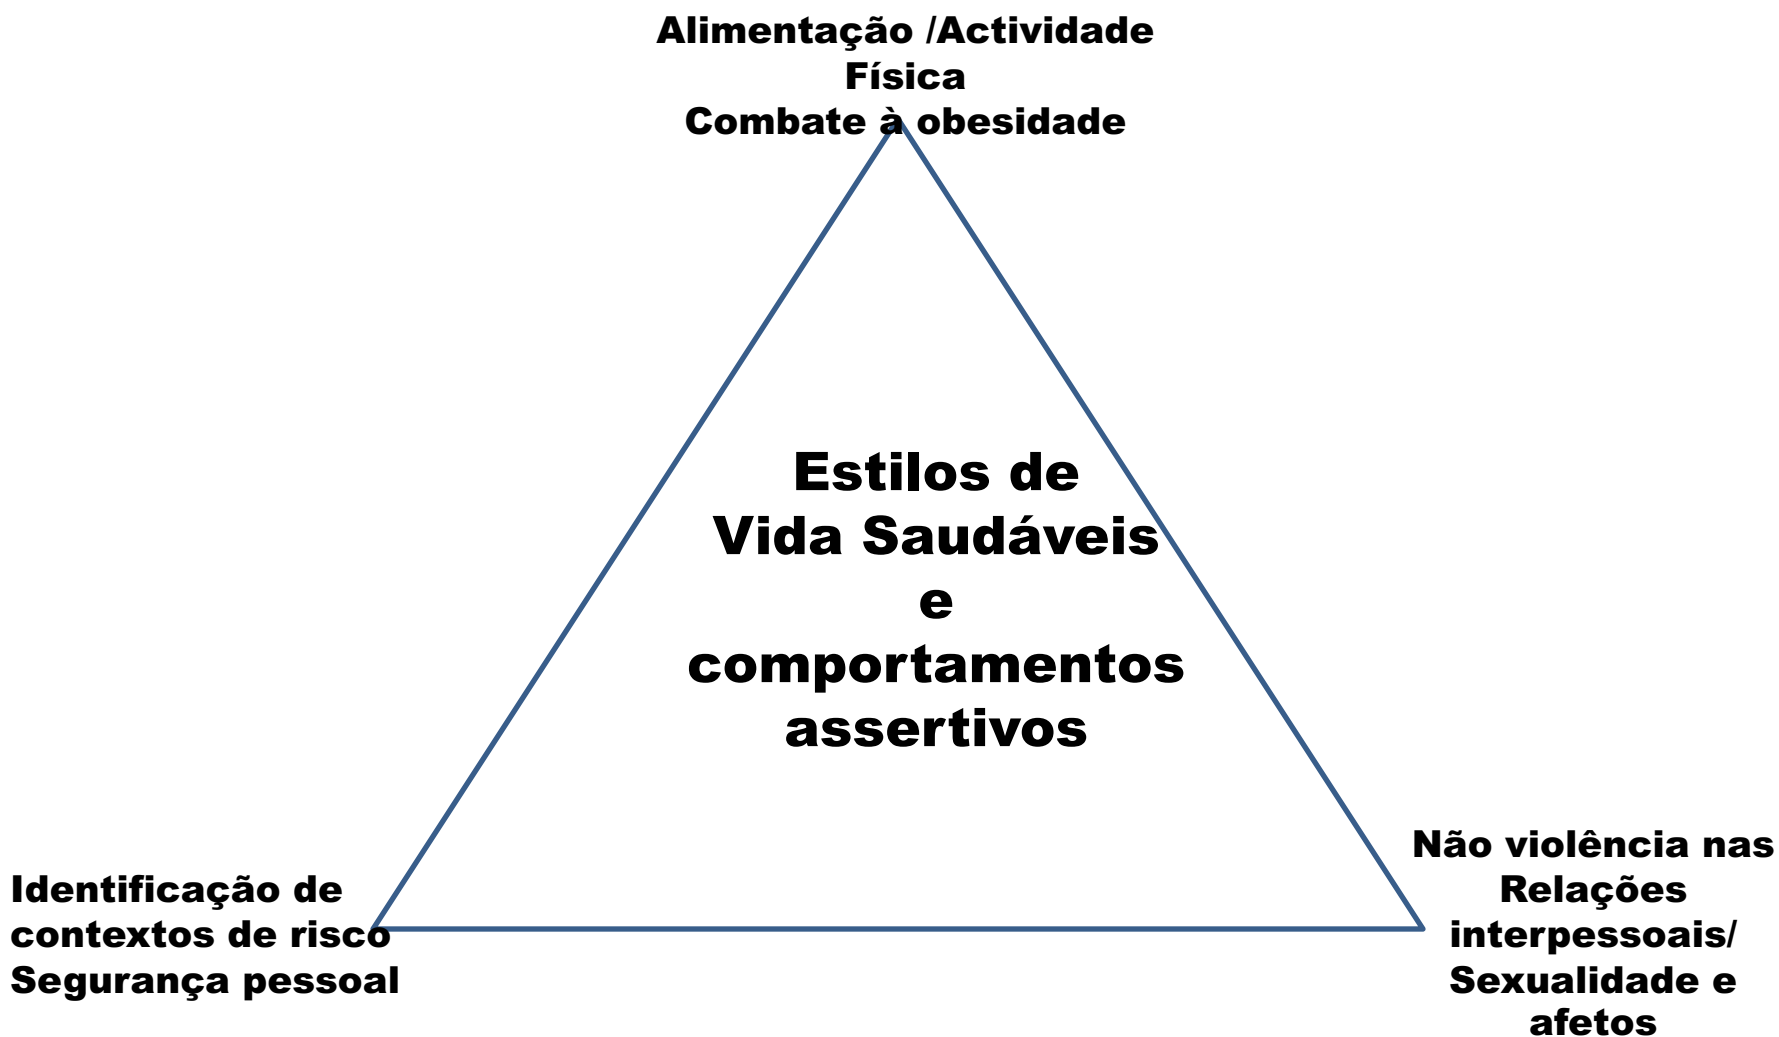 Alimentação /Actividade
Física
Combate à obesidade
Estilos de
Vida Saudáveis
e
comportamentos
assertivos
Identificação de
contextos de risco
Segurança pessoal
Não violência nas
Relações
interpessoais/
Sexualidade e
afetos